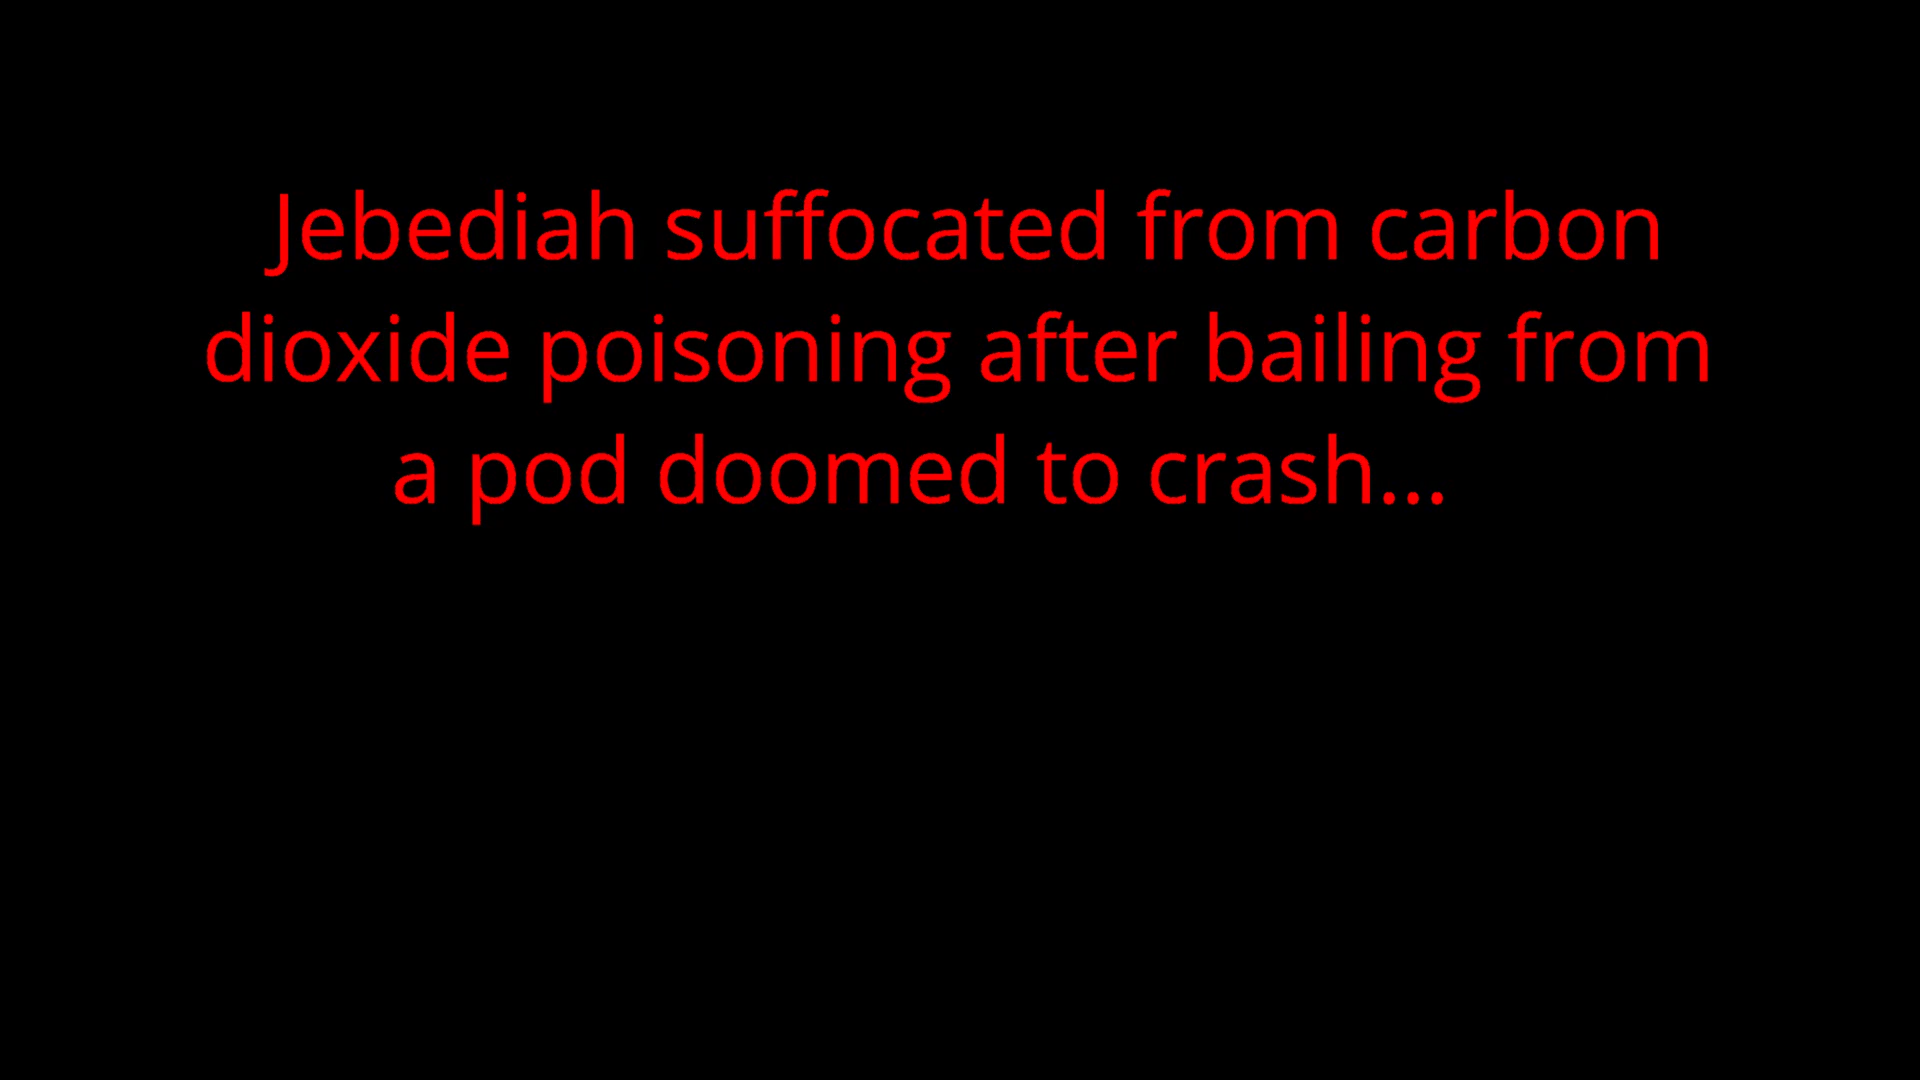 Jebediah suffocated from carbon
dioxide poisoning after bailing from
a pod doomed to crash...